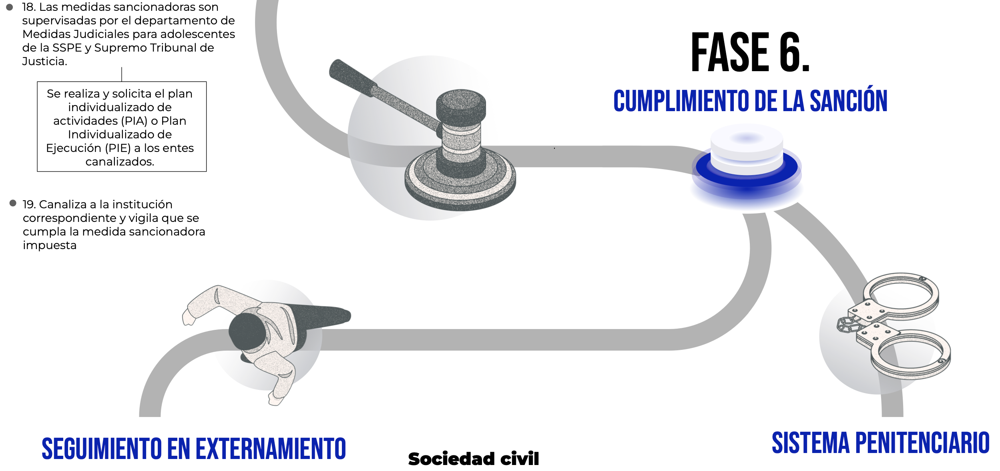 18. Las medidas sancionadoras son
supervisadas por el departamento de
Medidas Judiciales para adolescentes
de la SSPE y Supremo Tribunal de
Justicia.
Se realiza y solicita el plan
individualizado de
actividades (PIA) o Plan
Individualizado de
Ejecución (PIE) a los entes
canalizados.
19. Canaliza a la institución
correspondiente y vigila que se
cumpla la medida sancionadora
impuesta
FASE 6.
CUMPLIMIENTO DE LA SANCIÓN
SEGUIMIENTO EN EXTERNAMIENTO
Sociedad civil
SISTEMA PENITENCIARIO